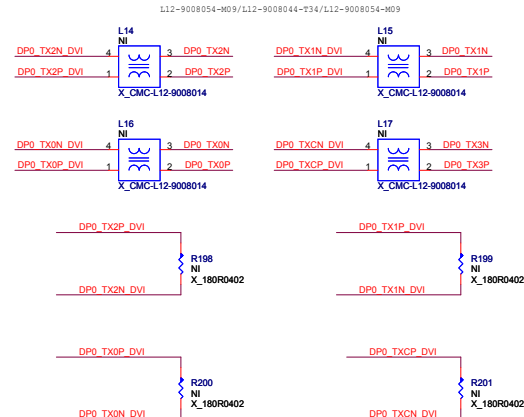 L12-9008054-M09/L12-9008044-T34/L12-9008054-M09
L14
NI
DP0_TX2N_DVI 4 3 DP0_TX2N
DP0_TX2P_DVI 1 2 DP0_TX2P
X_CMC-L12-9008014
L15
NI
DP0_TX1N_DVI 4 3 DP0_TX1N
DP0_TX1P_DVI 1 2 DP0_TX1P
X_CMC-L12-9008014
L16
NI
DP0_TX0N_DVI 4 3 DP0_TX0N
DP0_TX0P_DVI 1 2 DP0_TX0P
X_CMC-L12-9008014
L17
NI
DP0_TXCN_DVI 4 3 DP0_TX3N
DP0_TXCP_DVI 1 2 DP0_TX3P
X_CMC-L12-9008014
DP0_TX2P_DVI
R198
NI
X_180R0402
DP0_TX2N_DVI
DP0_TX1P_DVI
R199
NI
X_180R0402
DP0_TX1N_DVI
DP0_TX0P_DVI
R200
NI
X_180R0402
DP0_TX0N_DVI
DP0_TXCP_DVI
R201
NI
X_180R0402
DP0_TXCN_DVI